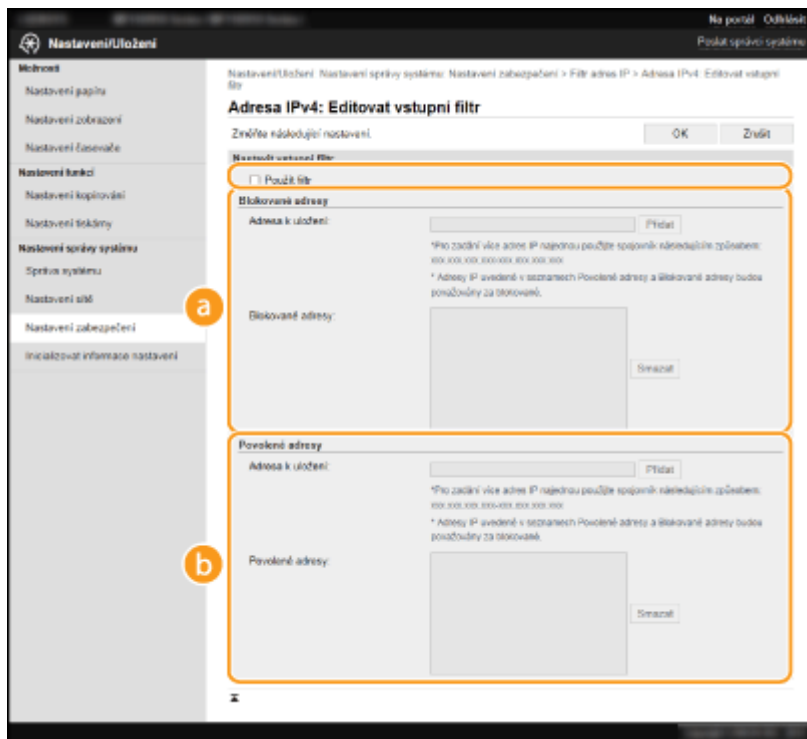 Na portál Odhlásit
Nastavení/Uložení
Poslat správci systému
Možnosti
Nastavení papíru
Nastavení zobrazení
Nastavení časovače
Nastavení funkcí
Nastavení kopírování
Nastavení tiskárny
Nastavení správy systému
Správa systému
Nastavení sítě
Nastavení zabezpečení
Inicializovat informace nastavení
Nastavení/Uložení: Nastavení správy systému: Nastavení zabezpečení > Filtr adres IP > Adresa IPv4: Editovat vstupní
filtr
Adresa IPv4: Editovat vstupní filtr
Změňte následující nastavení.
OK Zrušit
Nastavit vstupní filtr
Použít filtr
a
Blokované adresy
Adresa k uložení:
Přidat
*Pro zadání více adres IP najednou použijte spojovník následujícím způsobem:
xxx.xxx.xxx.xxx-xxx.xxx.xxx.xxx
* Adresy IP uvedené v seznamech Povolené adresy a Blokované adresy budou
považovány za blokované.
Blokované adresy:
Smazat
b
Povolené adresy
Adresa k uložení:
Přidat
*Pro zadání více adres IP najednou použijte spojovník následujícím způsobem:
xxx.xxx.xxx.xxx-xxx.xxx.xxx.xxx
* Adresy IP uvedené v seznamech Povolené adresy a Blokované adresy budou
považovány za blokované.
Povolené adresy:
Smazat